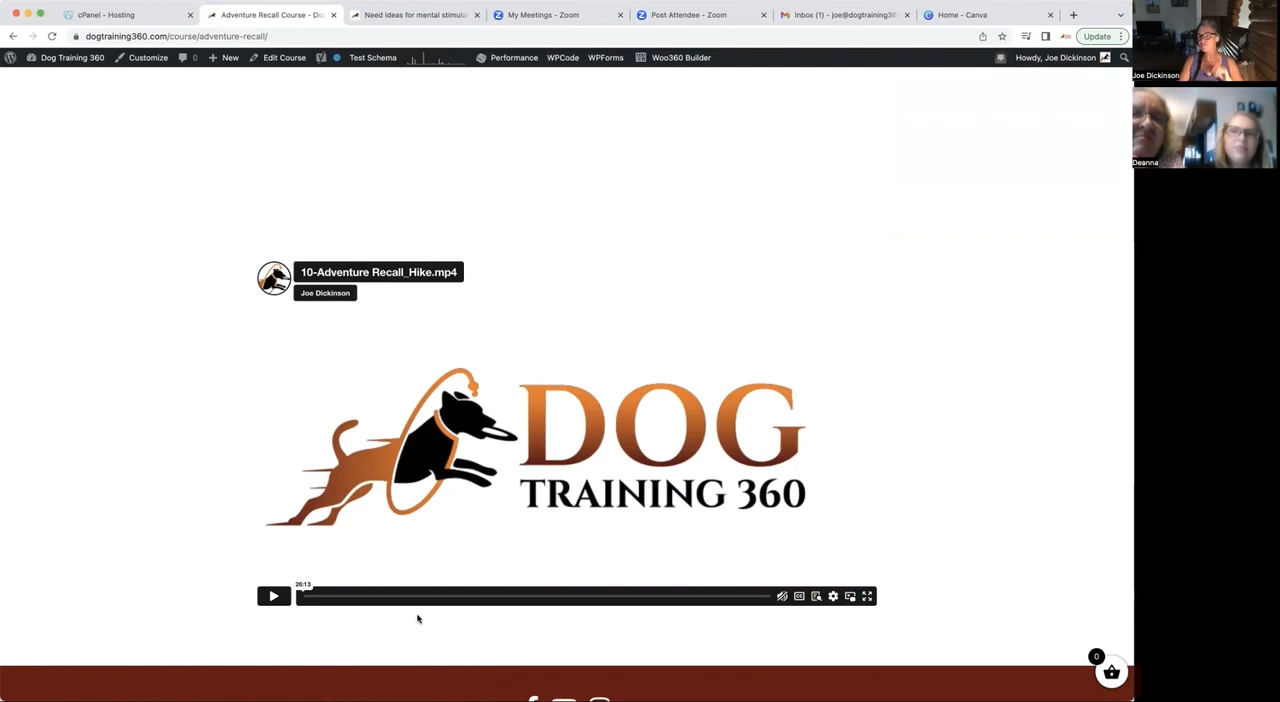 cPanel - Hosting
Adventure Recall Course - Do
Need ideas for mental stimula
My Meetings - Zoom
Post Attendee - Zoom
Inbox (1) - joe@dogtraining36
Home - Canva
dogtraining360.com/course/adventure-recall/
Update
Dog Training 360
Customize
0
New
Edit Course
Test Schema
Performance
WPCode
WPForms
Woo360 Builder
Howdy, Joe Dickinson
Joe Dickinson
Deanna
10-Adventure Recall_Hike.mp4
Joe Dickinson
DOG
TRAINING 360
26:13
CC
0